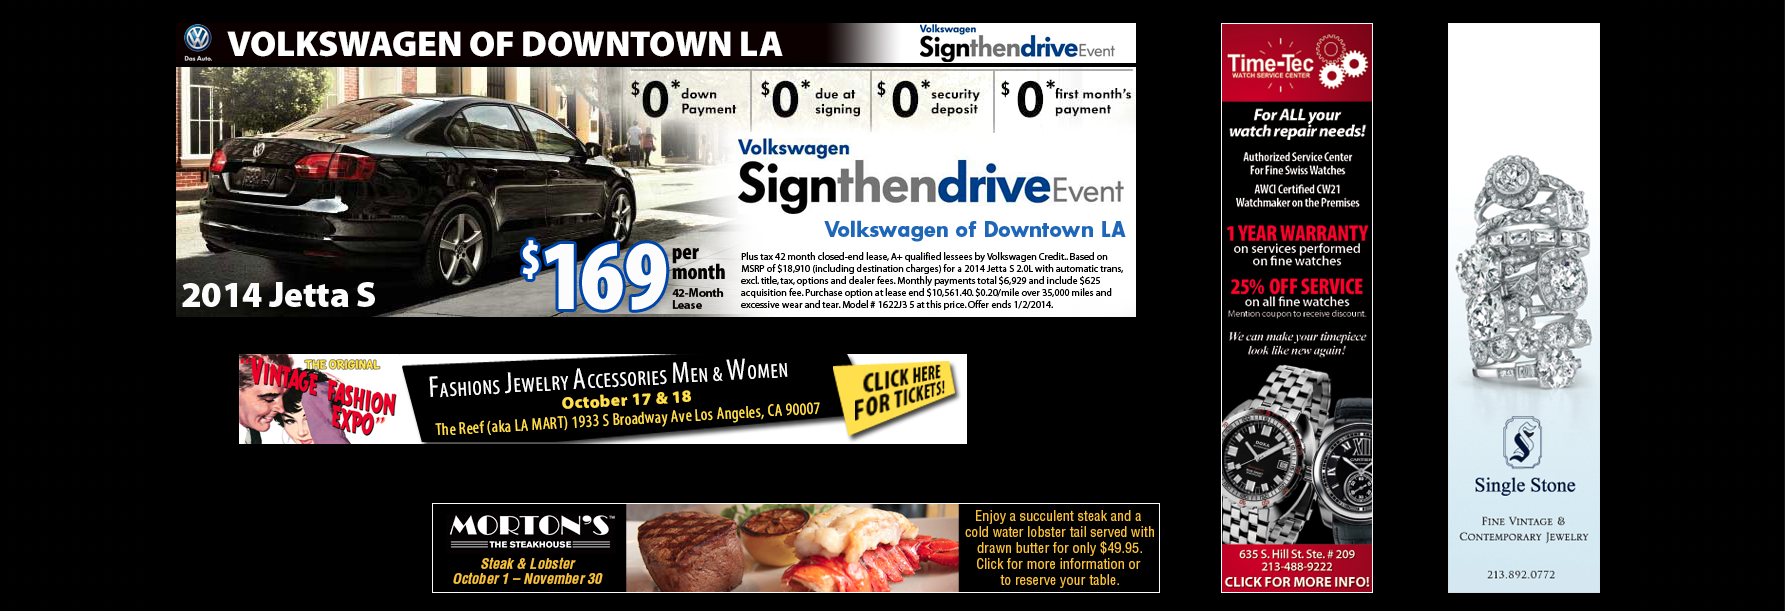 VOLKSWAGEN OF DOWNTOWN LA
Das Auto.
Volkswagen
SignthendriveEvent
$0* down Payment
$0* due at signing
$0* security deposit
$0* first month's payment
Volkswagen
SignthendriveEvent
Volkswagen of Downtown LA
2014 Jetta S
$169 per month
42-Month Lease
Plus tax 42 month closed-end lease, A+ qualified lessees by Volkswagen Credit.. Based on
MSRP of $18,910 (including destination charges) for a 2014 Jetta S 2.0L with automatic trans,
excl. title, tax, options and dealer fees. Monthly payments total $6,929 and include $625
acquisition fee. Purchase option at lease end $10,561.40. $0.20/mile over 35,000 miles and
excessive wear and tear. Model # 1622J3 S at this price. Offer ends 1/2/2014.
THE ORIGINAL
"VINTAGE FASHION EXPO"
FASHIONS JEWELRY ACCESSORIES MEN & WOMEN
October 17 & 18
The Reef (aka LA MART) 1933 S Broadway Ave Los Angeles, CA 90007
CLICK HERE
FOR TICKETS!
MORTON'S™
THE STEAKHOUSE
Steak & Lobster
October 1 – November 30
Enjoy a succulent steak and a
cold water lobster tail served with
drawn butter for only $49.95.
Click for more information or
to reserve your table.
Time-Tec
WATCH SERVICE CENTER
For ALL your
watch repair needs!
Authorized Service Center
For Fine Swiss Watches
AWCI Certified CW21
Watchmaker on the Premises
1 YEAR WARRANTY
on services performed
on fine watches
25% OFF SERVICE
on all fine watches
Mention coupon to receive discount.
We can make your timepiece
look like new again!
635 S. Hill St. Ste. # 209
213-488-9222
CLICK FOR MORE INFO!
S
Single Stone
FINE VINTAGE &
CONTEMPORARY JEWELRY
213.892.0772